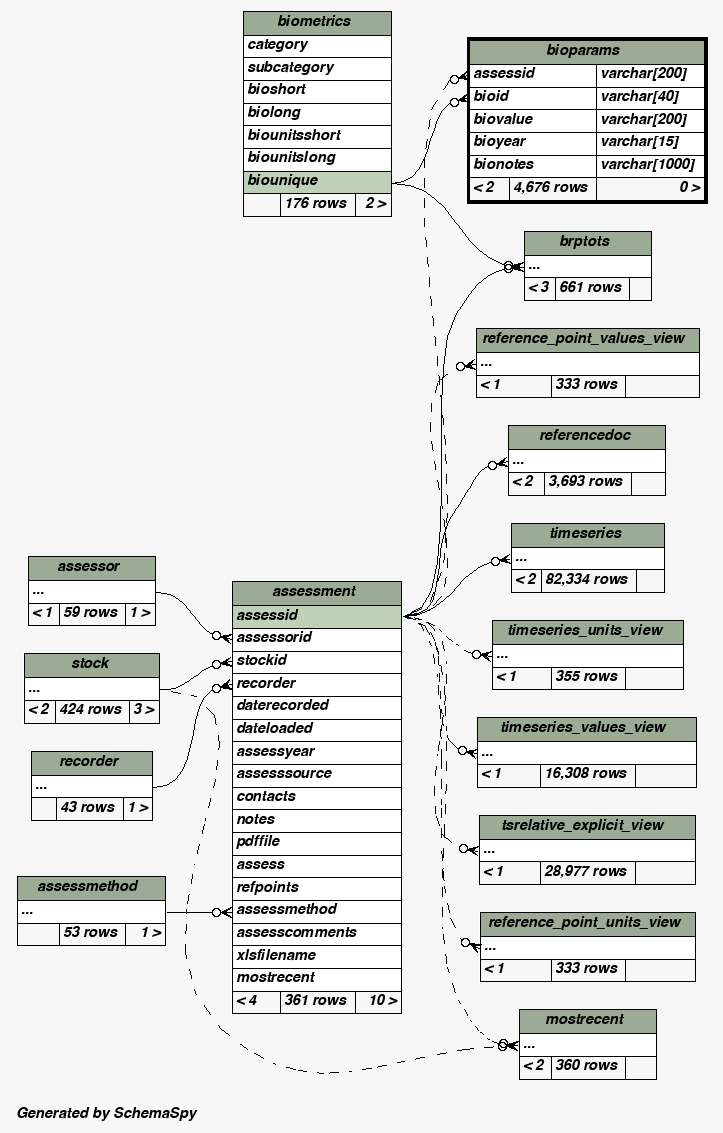 biometrics
category
subcategory
bioshort
biolong
biounitsshort
biounitslong
biounique
176 rows 2 >
bioparams
assessid varchar[200]
bioid varchar[40]
biovalue varchar[200]
bioyear varchar[15]
bionotes varchar[1000]
< 2 4,676 rows 0 >
brptots
...
< 3 661 rows
reference_point_values_view
...
< 1 333 rows
referencedoc
...
< 2 3,693 rows
timeseries
...
< 2 82,334 rows
assessor
...
< 1 59 rows 1 >
stock
...
< 2 424 rows 3 >
recorder
...
43 rows 1 >
assessmethod
...
53 rows 1 >
assessment
assessid
assessorid
stockid
recorder
daterecorded
dateloaded
assessyear
assesssource
contacts
notes
pdffile
assess
refpoints
assessmethod
assesscomments
xlsfilename
mostrecent
< 4 361 rows 10 >
timeseries_units_view
...
< 1 355 rows
timeseries_values_view
...
< 1 16,308 rows
tsrelative_explicit_view
...
< 1 28,977 rows
reference_point_units_view
...
< 1 333 rows
mostrecent
...
< 2 360 rows
Generated by SchemaSpy